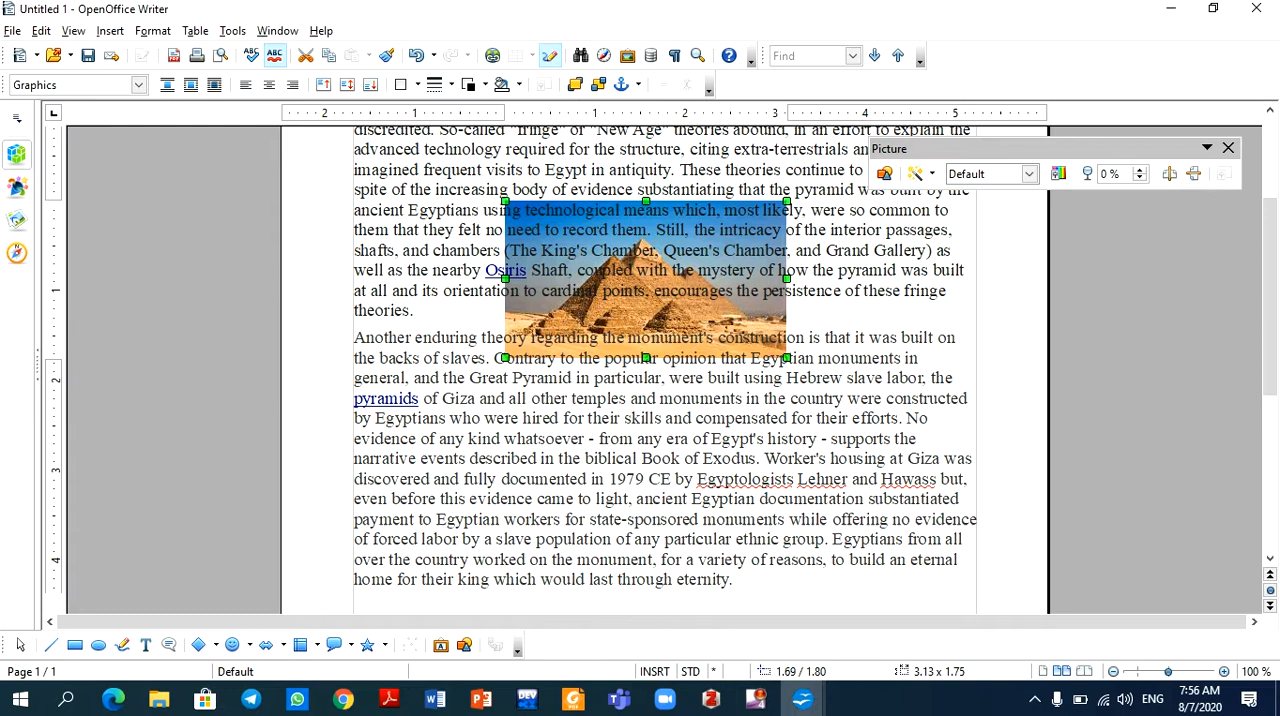 Untitled 1 - OpenOffice Writer
File Edit View Insert Format Table Tools Window Help
Find
Graphics
2 1 1 2 3 4 5
Picture
Default 0 %
discredited. So-called "fringe" or "New Age" theories abound, in an effort to explain the
advanced technology required for the structure, citing extra-terrestrials an
imagined frequent visits to Egypt in antiquity. These theories continue to
spite of the increasing body of evidence substantiating that the pyramid was built by the
ancient Egyptians using technological means which, most likely, were so common to
them that they felt no need to record them. Still, the intricacy of the interior passages,
shafts, and chambers (The King's Chamber, Queen's Chamber, and Grand Gallery) as
well as the nearby Osiris Shaft, coupled with the mystery of how the pyramid was built
at all and its orientation to cardinal points, encourages the persistence of these fringe
theories.
Another enduring theory regarding the monument's construction is that it was built on
the backs of slaves. Contrary to the popular opinion that Egyptian monuments in
general, and the Great Pyramid in particular, were built using Hebrew slave labor, the
pyramids of Giza and all other temples and monuments in the country were constructed
by Egyptians who were hired for their skills and compensated for their efforts. No
evidence of any kind whatsoever - from any era of Egypt's history - supports the
narrative events described in the biblical Book of Exodus. Worker's housing at Giza was
discovered and fully documented in 1979 CE by Egyptologists Lehner and Hawass but,
even before this evidence came to light, ancient Egyptian documentation substantiated
payment to Egyptian workers for state-sponsored monuments while offering no evidence
of forced labor by a slave population of any particular ethnic group. Egyptians from all
over the country worked on the monument, for a variety of reasons, to build an eternal
home for their king which would last through eternity.
1
2
3
4
Page 1 / 1 Default INSRT STD * 1.69 / 1.80 3.13 x 1.75 100 %
ENG
7:56 AM
8/7/2020